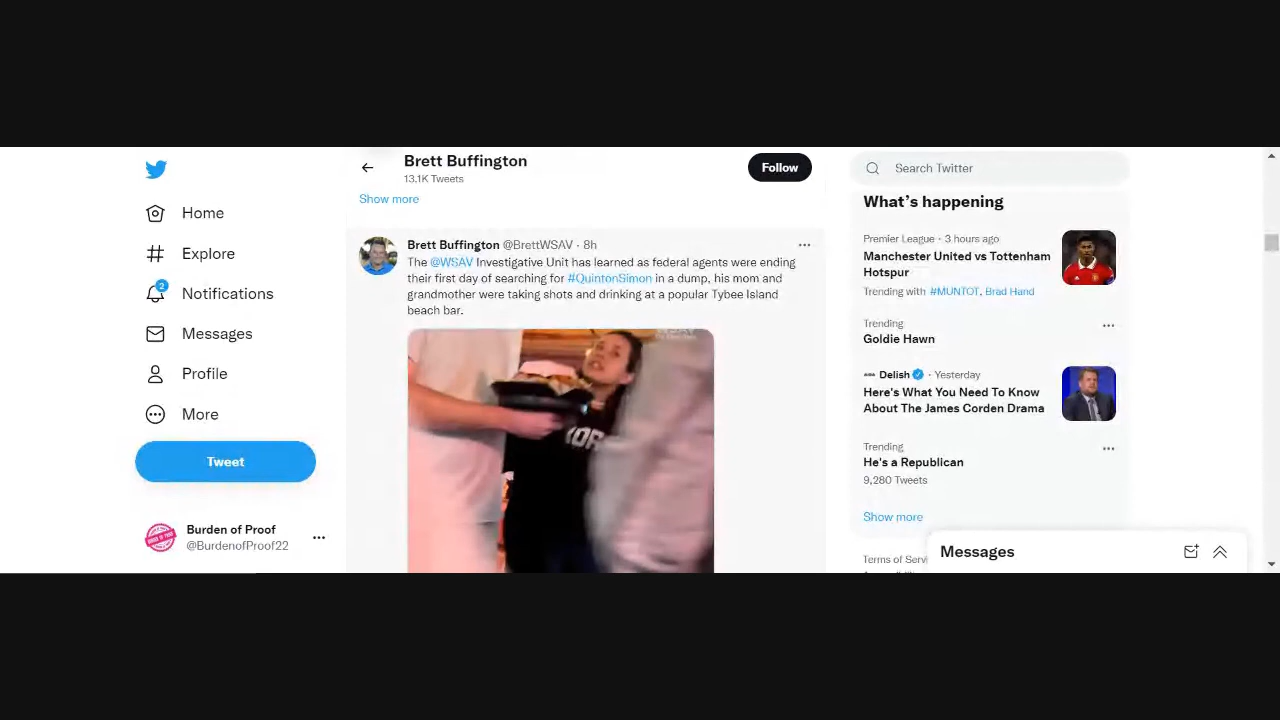 Brett Buffington
13.1K Tweets
Follow
Show more
Search Twitter
Home
Explore
2
Notifications
Messages
Profile
More
Tweet
Burden of Proof
@BurdenofProof22
Brett Buffington @BrettWSAV · 8h
The @WSAV Investigative Unit has learned as federal agents were ending
their first day of searching for #QuintonSimon in a dump, his mom and
grandmother were taking shots and drinking at a popular Tybee Island
beach bar.
What's happening
Premier League · 3 hours ago
Manchester United vs Tottenham
Hotspur
Trending with #MUNTOT, Brad Hand
Trending
Goldie Hawn
Delish · Yesterday
Here's What You Need To Know
About The James Corden Drama
Trending
He's a Republican
9,280 Tweets
Show more
Messages